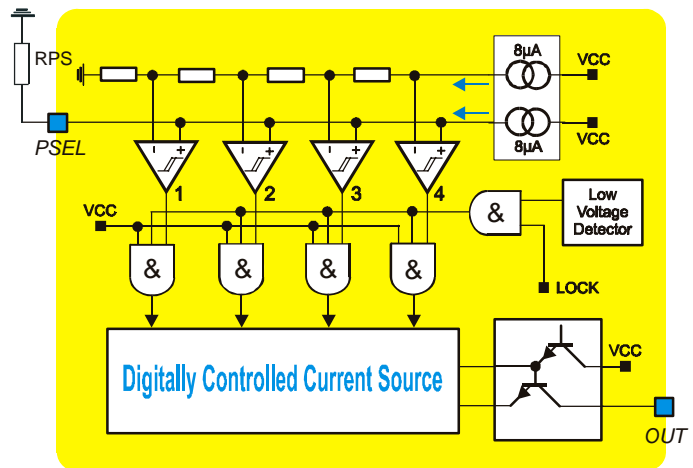 RPS
8µA
VCC
VCC
8µA
PSEL
- +
- +
- +
- +
1
2
3
4
VCC
&
Low
Voltage
Detector
&
&
&
&
LOCK
Digitally Controlled Current Source
VCC
OUT